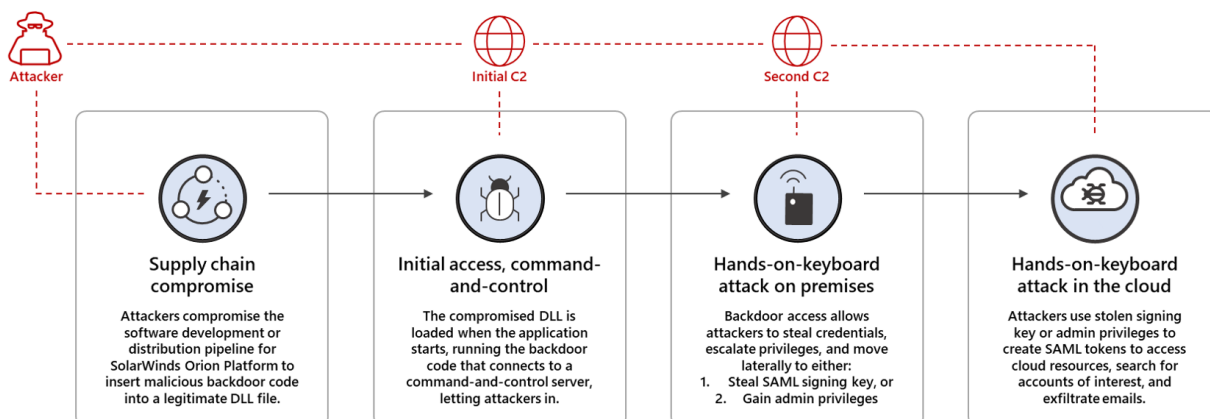 Attacker
Initial C2
Second C2
Supply chain
compromise
Attackers compromise the
software development or
distribution pipeline for
SolarWinds Orion Platform to
insert malicious backdoor code
into a legitimate DLL file.
Initial access, command-
and-control
The compromised DLL is
loaded when the application
starts, running the backdoor
code that connects to a
command-and-control server,
letting attackers in.
Hands-on-keyboard
attack on premises
Backdoor access allows
attackers to steal credentials,
escalate privileges, and move
laterally to either:
1. Steal SAML signing key, or
2. Gain admin privileges
Hands-on-keyboard
attack in the cloud
Attackers use stolen signing
key or admin privileges to
create SAML tokens to access
cloud resources, search for
accounts of interest, and
exfiltrate emails.